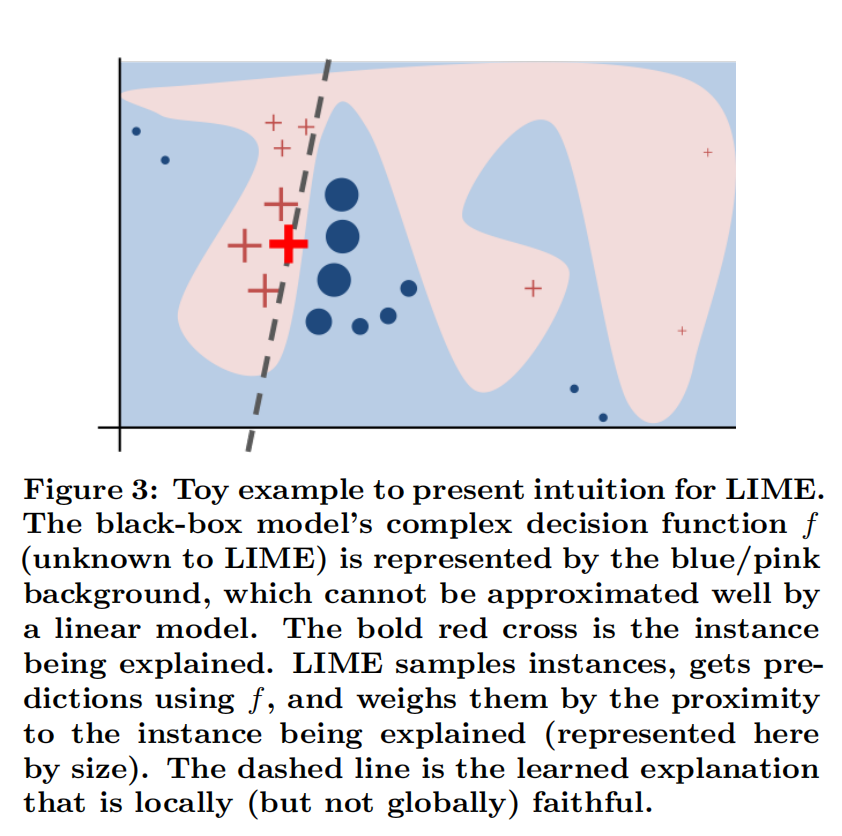 Figure 3: Toy example to present intuition for LIME.
The black-box model's complex decision function f
(unknown to LIME) is represented by the blue/pink
background, which cannot be approximated well by
a linear model. The bold red cross is the instance
being explained. LIME samples instances, gets pre-
dictions using f, and weighs them by the proximity
to the instance being explained (represented here
by size). The dashed line is the learned explanation
that is locally (but not globally) faithful.